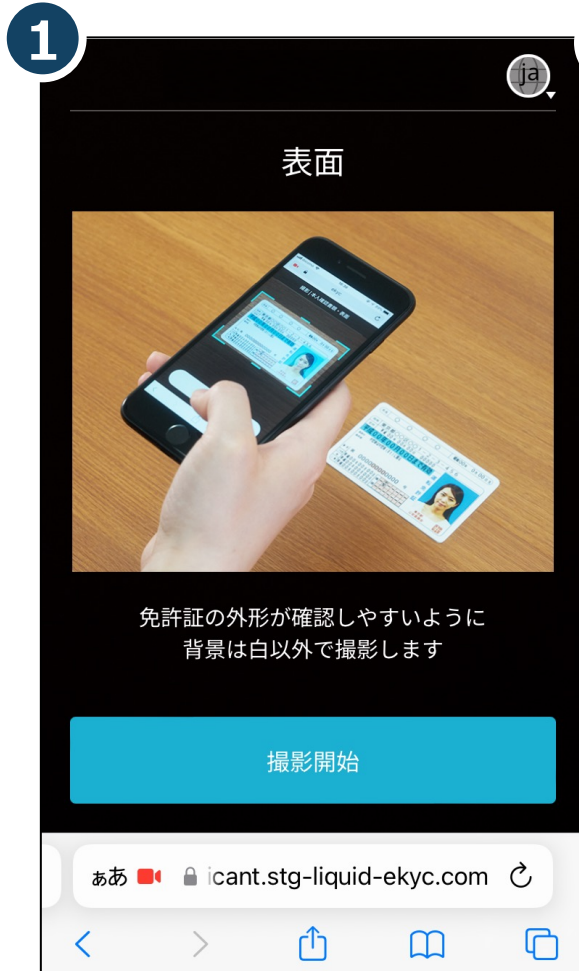 1
ja
表面
免許証の外形が確認しやすいように
背景は白以外で撮影します
撮影開始
ぁあ
icant.stg-liquid-ekyc.com